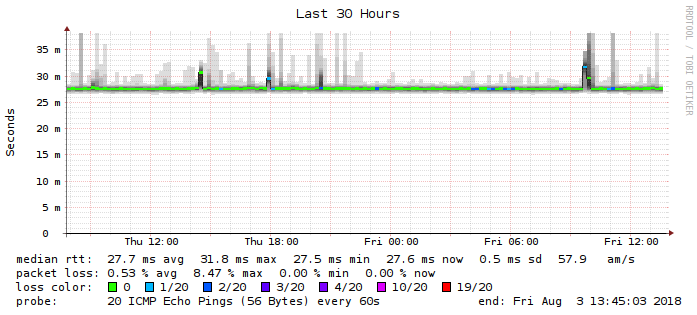 Last 30 Hours
RRDTOOL / TOBI OETIKER
Seconds
35 m
30 m
25 m
20 m
15 m
10 m
5 m
0
Thu 12:00 Thu 18:00 Fri 00:00 Fri 06:00 Fri 12:00
median rtt: 27.7 ms avg 31.8 ms max 27.5 ms min 27.6 ms now 0.5 ms sd 57.9 am/s
packet loss: 0.53 % avg 8.47 % max 0.00 % min 0.00 % now
loss color: 0 1/20 2/20 3/20 4/20 10/20 19/20
probe: 20 ICMP Echo Pings (56 Bytes) every 60s end: Fri Aug 3 13:45:03 2018